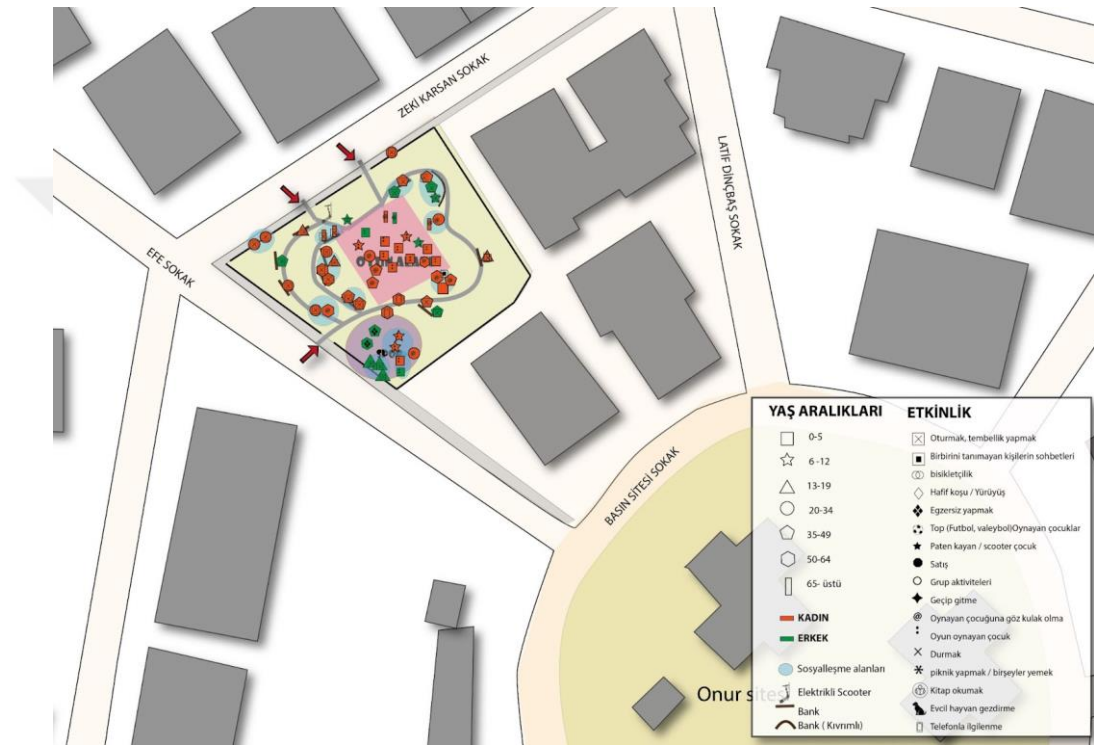 ZEKİ KARSAN SOKAK
LATİF DİNÇBAŞ SOKAK
EFE SOKAK
OYUN ALANI
BASIN SİTESİ SOKAK
Onur sitesi
YAŞ ARALIKLARI
0-5
6 -12
13-19
20-34
35-49
50-64
65- üstü
KADIN
ERKEK
Sosyalleşme alanları
Elektrikli Scooter
Bank
Bank ( Kıvrımlı)
ETKİNLİK
Oturmak, tembellik yapmak
Birbirini tanımayan kişilerin sohbetleri
bisikletçilik
Hafif koşu / Yürüyüş
Egzersiz yapmak
Top (Futbol, valeybol)Oynayan çocuklar
Paten kayan / scooter çocuk
Satış
Grup aktiviteleri
Geçip gitme
Oynayan çocuğuna göz kulak olma
Oyun oynayan çocuk
Durmak
piknik yapmak / birşeyler yemek
Kitap okumak
Evcil hayvan gezdirme
Telefonla ilgilenme